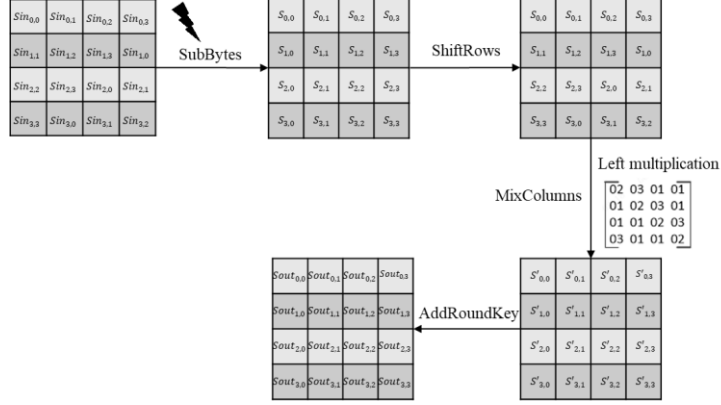 Sin0,0 Sin0,1 Sin0,2 Sin0,3
Sin1,1 Sin1,2 Sin1,3 Sin1,0
Sin2,2 Sin2,3 Sin2,0 Sin2,1
Sin3,3 Sin3,0 Sin3,1 Sin3,2
SubBytes
S0,0 S0,1 S0,2 S0,3
S1,0 S1,1 S1,2 S1,3
S2,0 S2,1 S2,2 S2,3
S3,0 S3,1 S3,2 S3,3
ShiftRows
S0,0 S0,1 S0,2 S0,3
S1,1 S1,2 S1,3 S1,0
S2,2 S2,3 S2,0 S2,1
S3,3 S3,0 S3,1 S3,2
MixColumns
Left multiplication
02 03 01 01
01 02 03 01
01 01 02 03
03 01 01 02
S'0,0 S'0,1 S'0,2 S'0,3
S'1,0 S'1,1 S'1,2 S'1,3
S'2,0 S'2,1 S'2,2 S'2,3
S'3,0 S'3,1 S'3,2 S'3,3
AddRoundKey
Sout0,0 Sout0,1 Sout0,2 Sout0,3
Sout1,0 Sout1,1 Sout1,2 Sout1,3
Sout2,0 Sout2,1 Sout2,2 Sout2,3
Sout3,0 Sout3,1 Sout3,2 Sout3,3